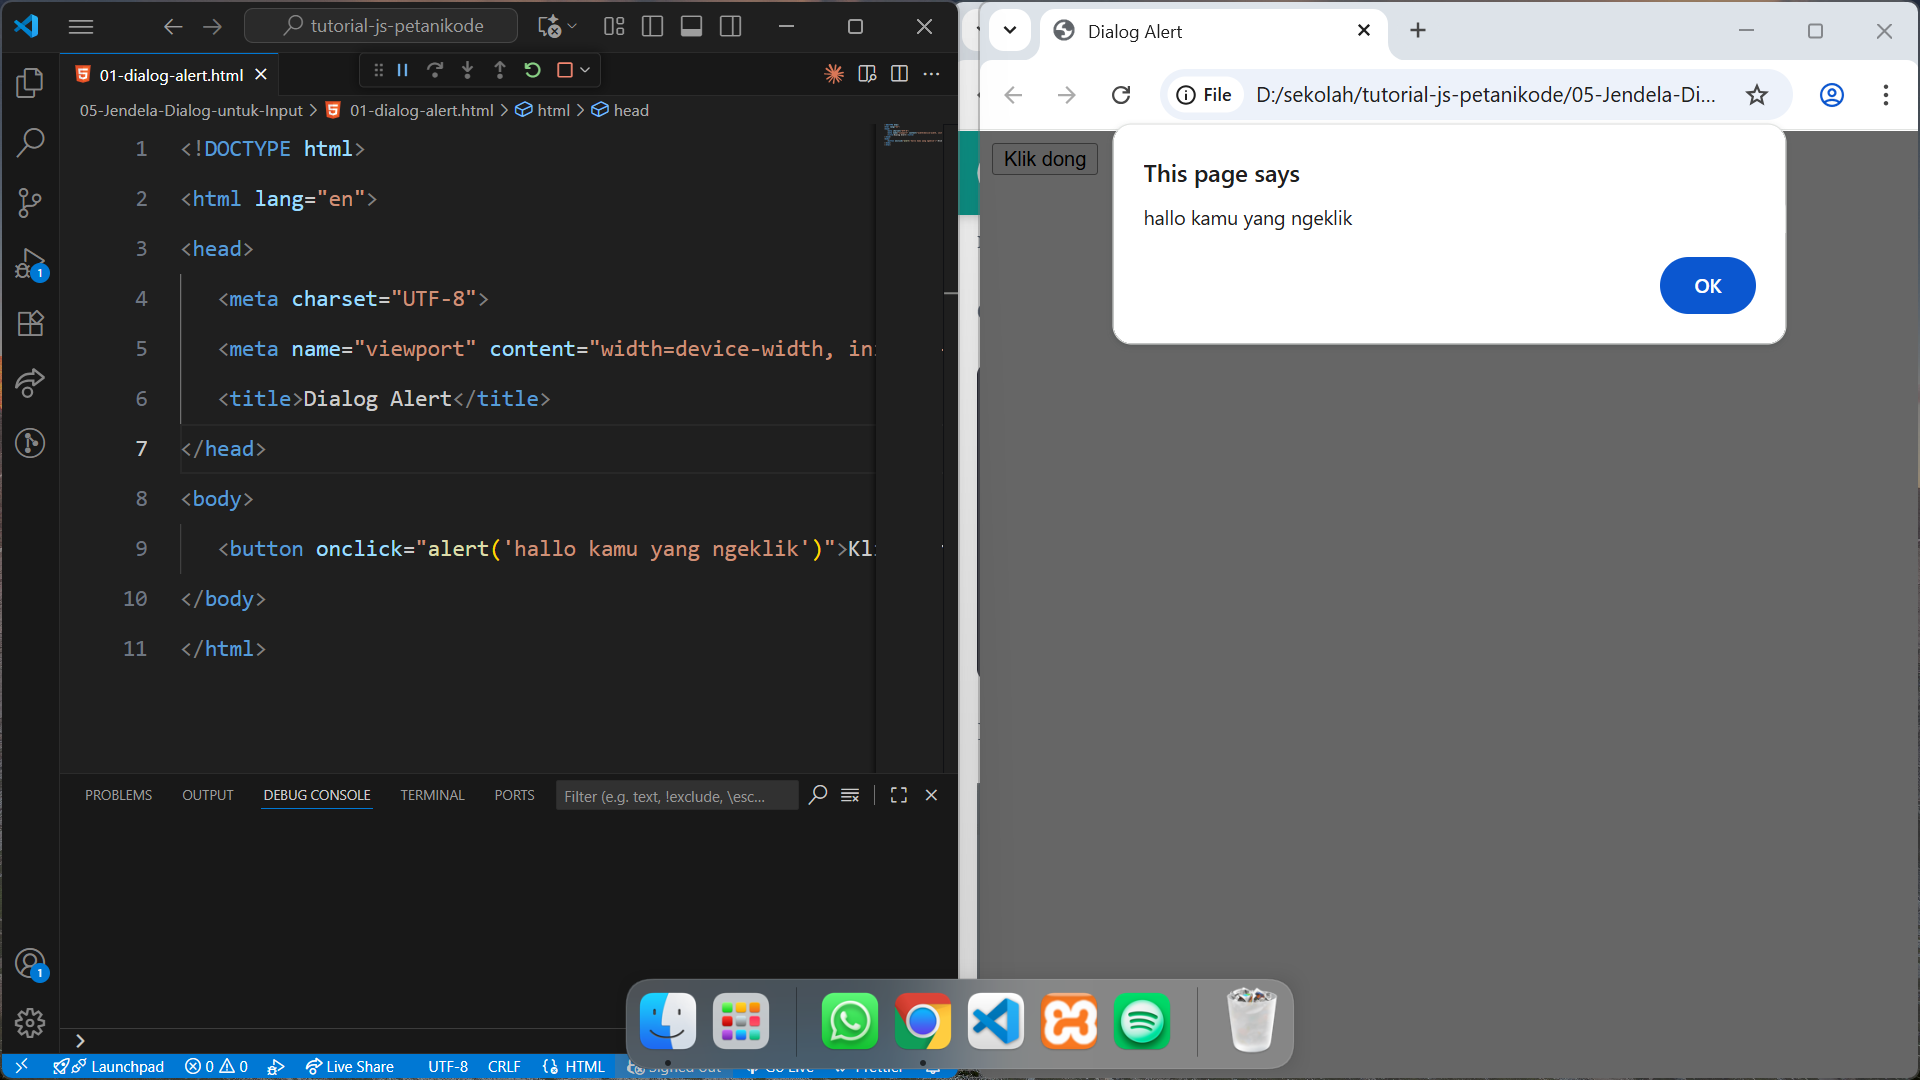 tutorial-js-petanikode
01-dialog-alert.html
05-Jendela-Dialog-untuk-Input > 01-dialog-alert.html > html > head
1 <!DOCTYPE html>
2 <html lang="en">
3 <head>
4 <meta charset="UTF-8">
5 <meta name="viewport" content="width=device-width, in
6 <title>Dialog Alert</title>
7 </head>
8 <body>
9 <button onclick="alert('hallo kamu yang ngeklik')">Kl
10 </body>
11 </html>
PROBLEMS OUTPUT DEBUG CONSOLE TERMINAL PORTS Filter (e.g. text, !exclude, \esc...
1
1
Launchpad 0 0 Live Share UTF-8 CRLF {} HTML Signed Out Go Live Prettier
Dialog Alert
File D:/sekolah/tutorial-js-petanikode/05-Jendela-Di...
Klik dong
This page says
hallo kamu yang ngeklik
OK